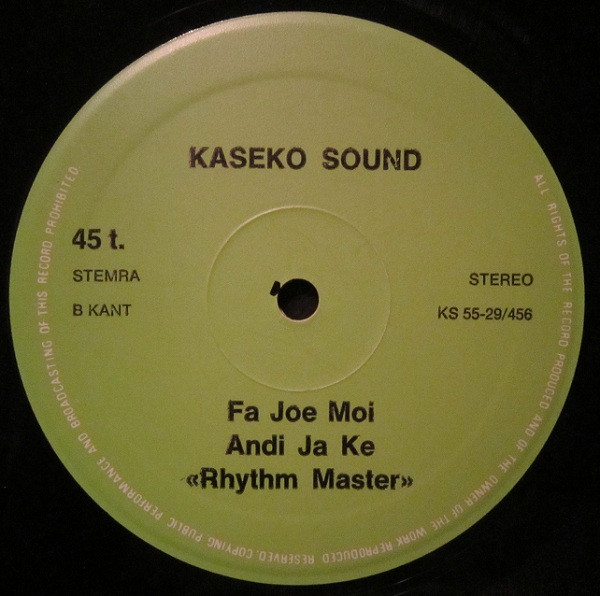 KASEKO SOUND
45 t.
STEMRA
B KANT
STEREO
KS 55-29/456
Fa Joe Moi
Andi Ja Ke
«Rhythm Master»
ALL RIGHTS OF THE RECORD PRODUCED AND OF THE OWNER OF THE WORK REPRODUCED RESERVED. COPYING PUBLIC PERFORMANCE AND BROADCASTING OF THIS RECORD PROHIBITED